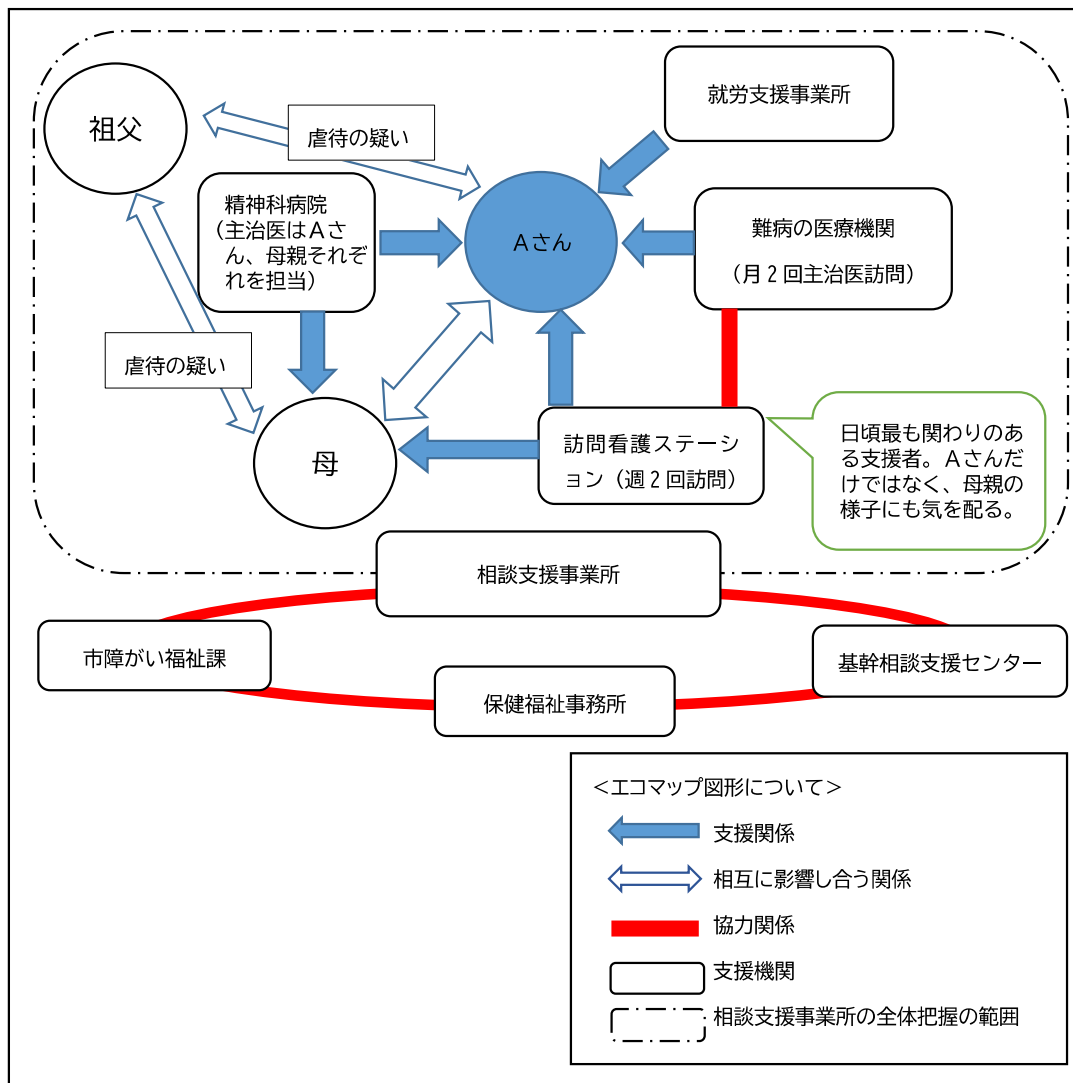 祖父
虐待の疑い
就労支援事業所
精神科病院
（主治医はＡさ
ん、母親それぞ
れを担当）
Ａさん
難病の医療機関
（月２回主治医訪問）
虐待の疑い
母
訪問看護ステーシ
ョン（週２回訪問）
日頃最も関わりのあ
る支援者。Ａさんだ
けではなく、母親の
様子にも気を配る。
相談支援事業所
市障がい福祉課
基幹相談支援センター
保健福祉事務所
＜エコマップ図形について＞
支援関係
相互に影響し合う関係
協力関係
支援機関
相談支援事業所の全体把握の範囲